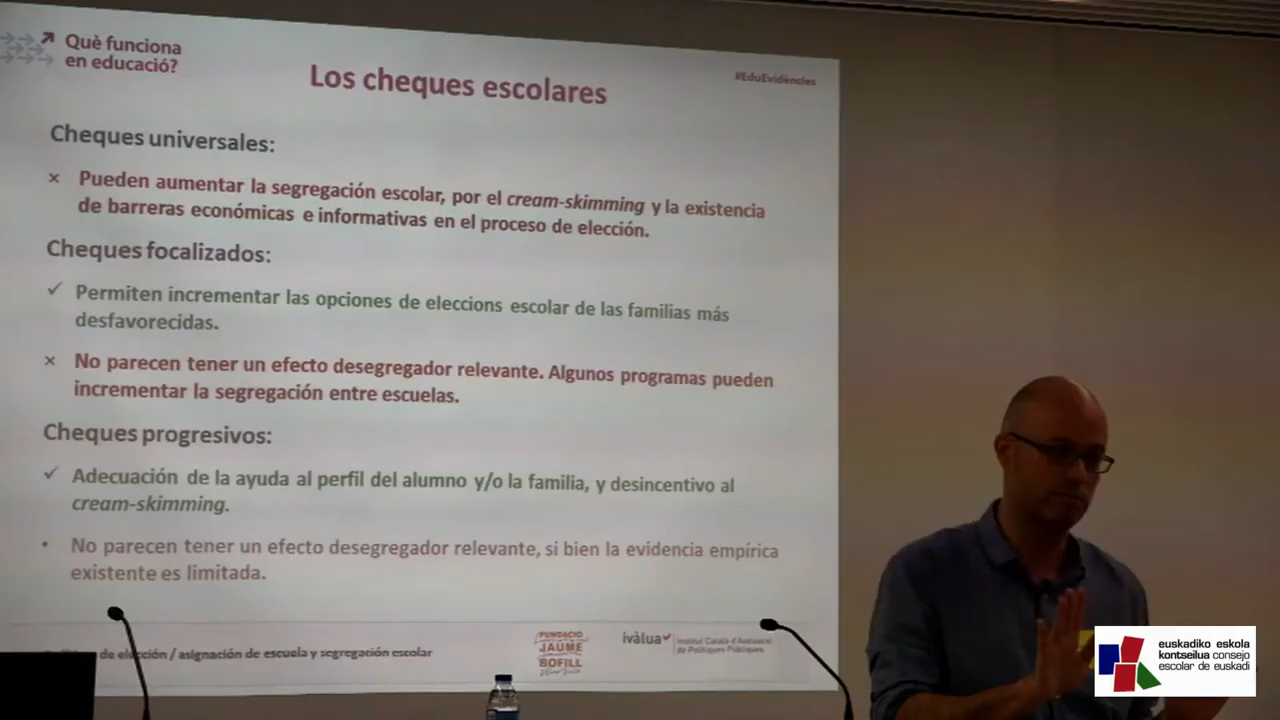 Què funciona
en educació?
Los cheques escolares
#EduEvidències
Cheques universales:
× Pueden aumentar la segregación escolar, por el cream-skimming y la existencia
de barreras económicas e informativas en el proceso de elección.
Cheques focalizados:
✓ Permiten incrementar las opciones de eleccions escolar de las familias más
desfavorecidas.
× No parecen tener un efecto desegregador relevante. Algunos programas pueden
incrementar la segregación entre escuelas.
Cheques progresivos:
✓ Adecuación de la ayuda al perfil del alumno y/o la familia, y desincentivo al
cream-skimming.
• No parecen tener un efecto desegregador relevante, si bien la evidencia empírica
existente es limitada.
de elección / asignación de escuela y segregación escolar
FUNDACIÓ
JAUME
BOFILL
ivàlua
Institut Català d'Avaluació
de Polítiques Públiques
euskadiko eskola
kontseilua consejo
escolar de euskadi